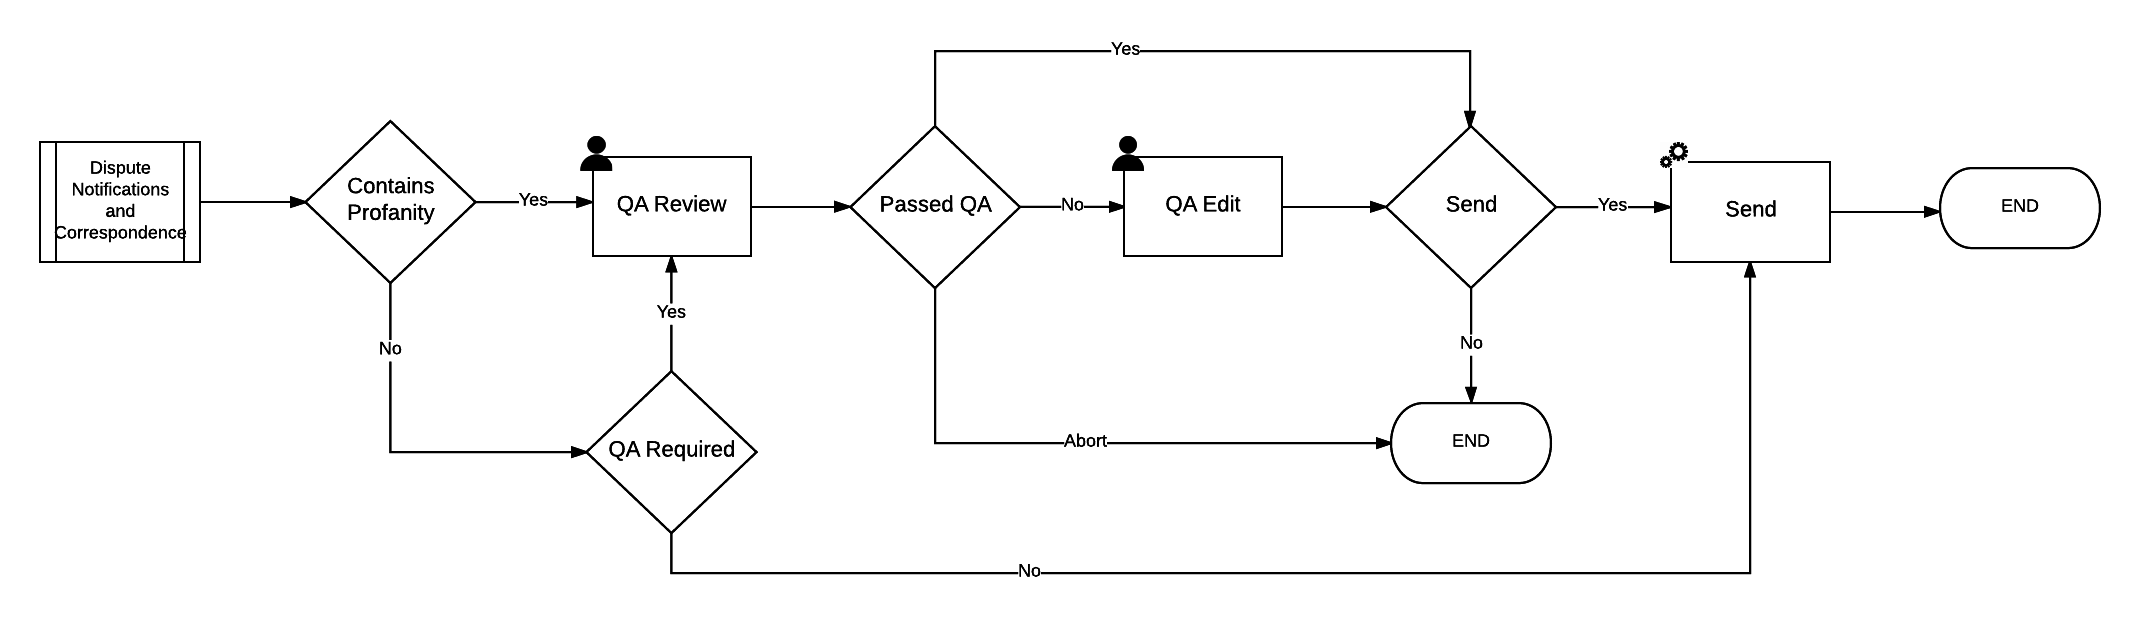 Yes
Dispute
Notifications
and
Correspondence
Contains
Profanity
Yes
QA Review
Passed QA
No
QA Edit
Send
Yes
Send
END
No
Yes
No
QA Required
Abort
END
No